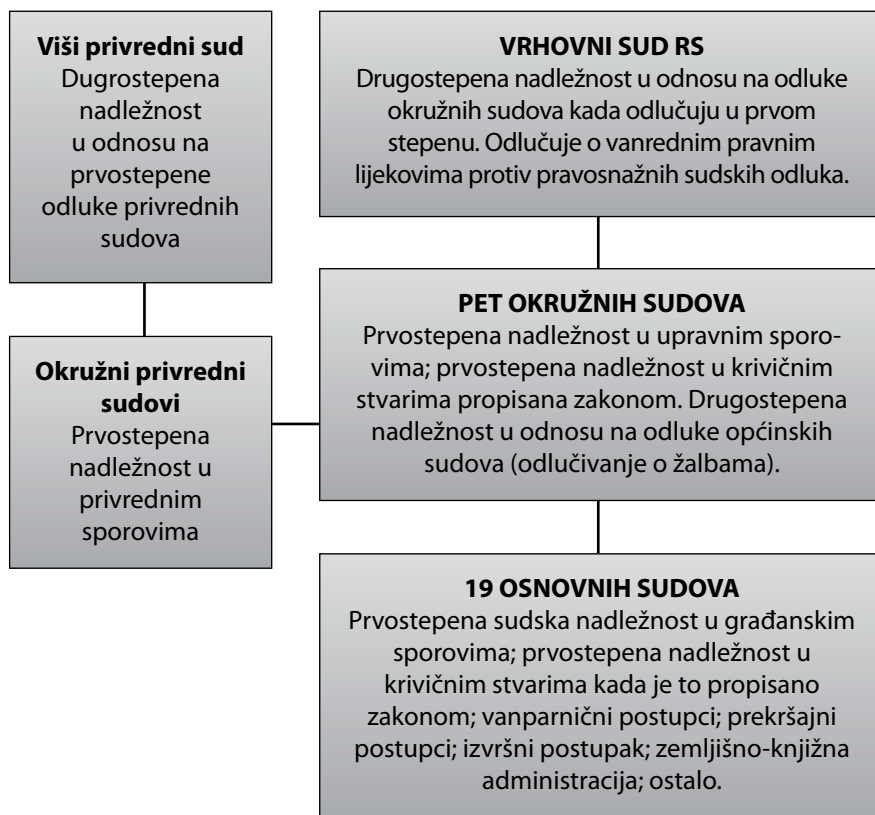 Viši privredni sud
Dugrostepena
nadležnost
u odnosu na
prvostepene
odluke privrednih
sudova
VRHOVNI SUD RS
Drugostepena nadležnost u odnosu na odluke
okružnih sudova kada odlučuju u prvom
stepenu. Odlučuje o vanrednim pravnim
lijekovima protiv pravosnažnih sudskih odluka.
Okružni privredni
sudovi
Prvostepena
nadležnost u
privrednim
sporovima
PET OKRUŽNIH SUDOVA
Prvostepena nadležnost u upravnim sporo-
vima; prvostepena nadležnost u krivičnim
stvarima propisana zakonom. Drugostepena
nadležnost u odnosu na odluke općinskih
sudova (odlučivanje o žalbama).
19 OSNOVNIH SUDOVA
Prvostepena sudska nadležnost u građanskim
sporovima; prvostepena nadležnost u
krivičnim stvarima kada je to propisano
zakonom; vanparnični postupci; prekršajni
postupci; izvršni postupak; zemljišno-knjižna
administracija; ostalo.